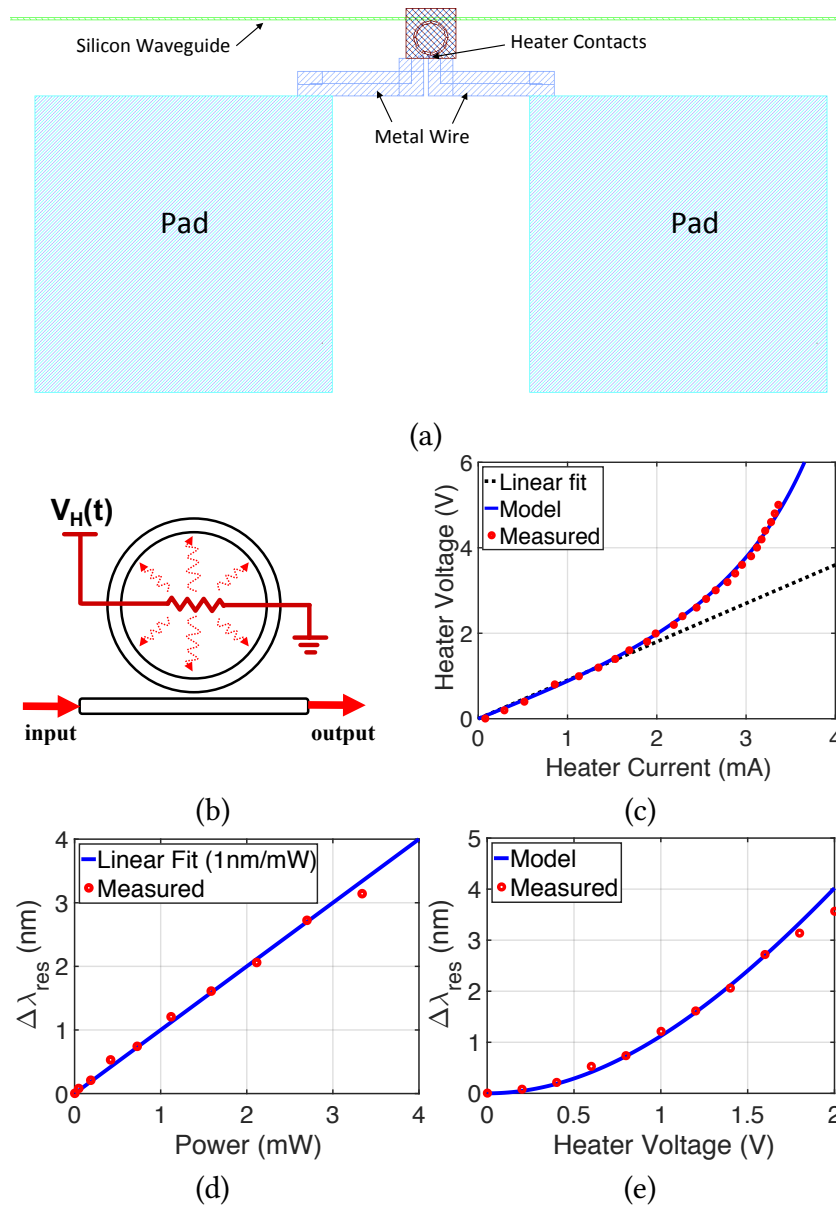 Silicon Waveguide
Heater Contacts
Metal Wire
Pad
Pad
(a)
V_H(t)
input
output
(b)
Heater Voltage (V)
6
4
2
0
Linear fit
Model
Measured
0
1
2
3
4
Heater Current (mA)
(c)
Δλ_res (nm)
4
3
2
1
0
Linear Fit (1nm/mW)
Measured
0
1
2
3
4
Power (mW)
(d)
Δλ_res (nm)
5
4
3
2
1
0
Model
Measured
0
0.5
1
1.5
2
Heater Voltage (V)
(e)